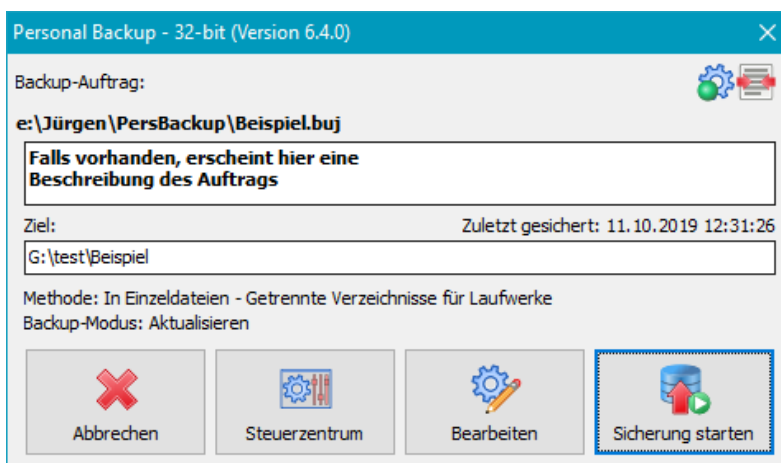 Personal Backup - 32-bit (Version 6.4.0)
Backup-Auftrag:
e:\Jürgen\PersBackup\Beispiel.buj
Falls vorhanden, erscheint hier eine
Beschreibung des Auftrags
Ziel: Zuletzt gesichert: 11.10.2019 12:31:26
G:\test\Beispiel
Methode: In Einzeldateien - Getrennte Verzeichnisse für Laufwerke
Backup-Modus: Aktualisieren
Abbrechen Steuerzentrum Bearbeiten Sicherung starten